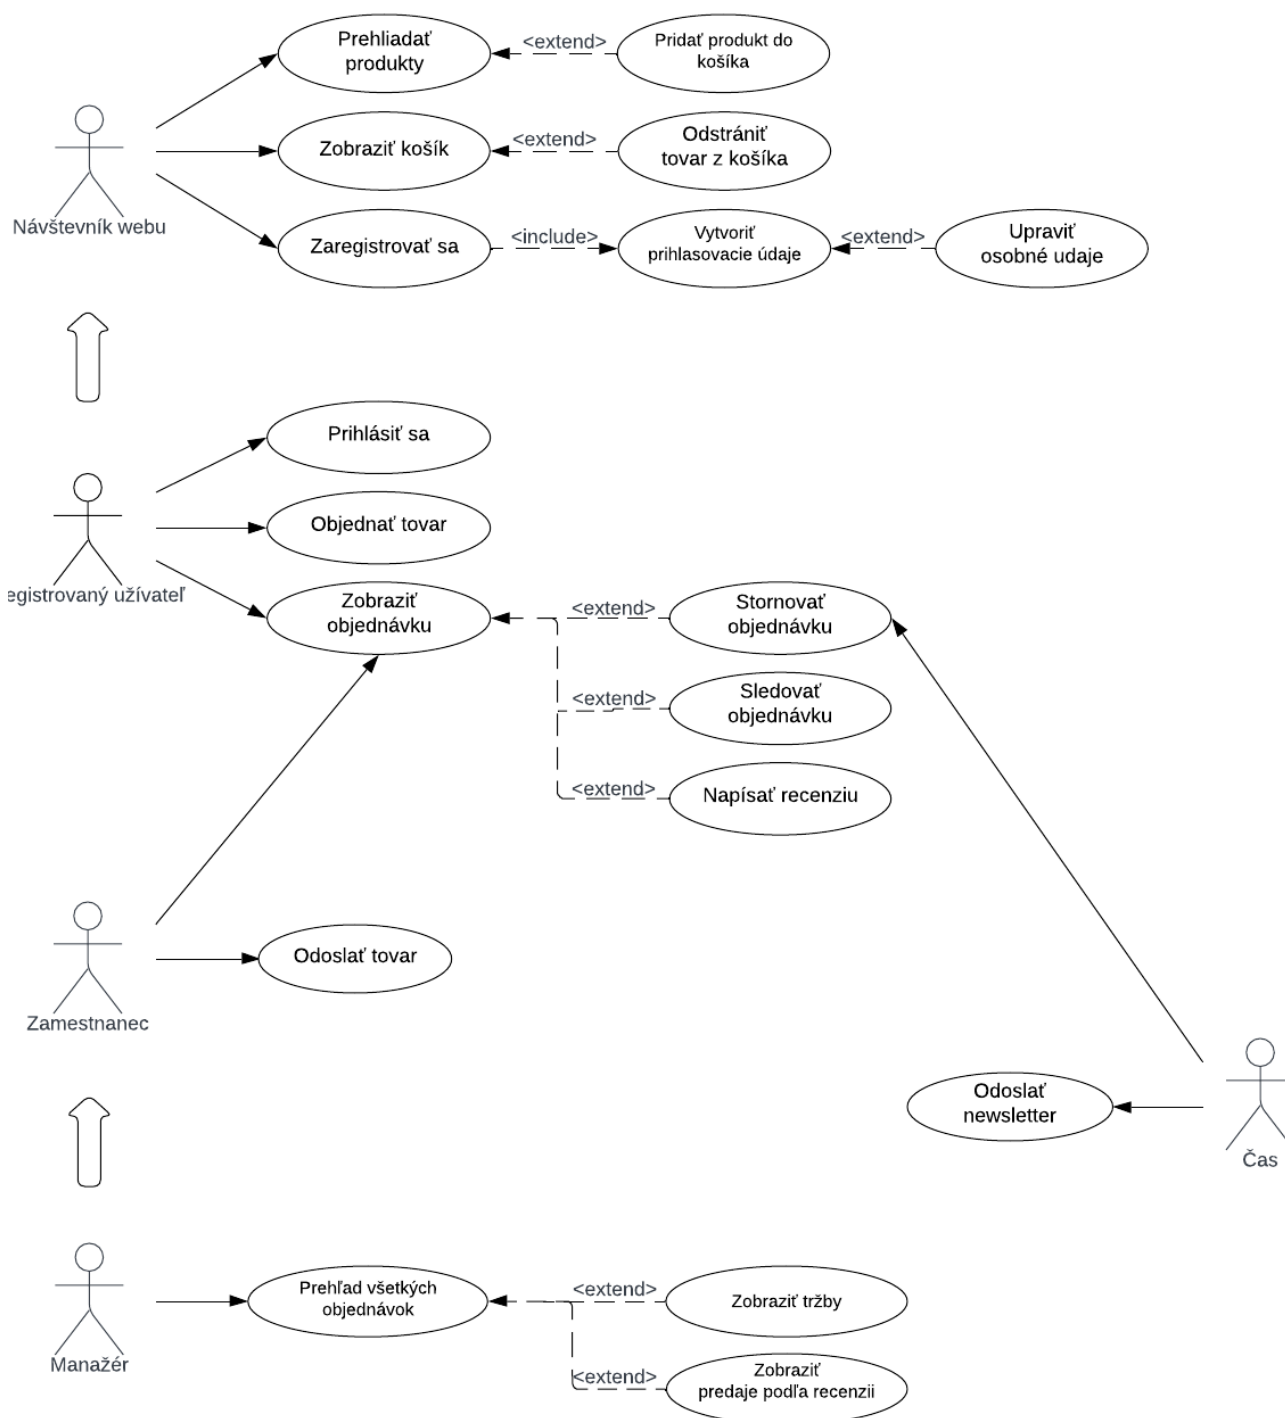 Prehliadať
produkty
<extend>
Pridať produkt do
košíka
Zobraziť košík
<extend>
Odstrániť
tovar z košíka
Návštevník webu
Zaregistrovať sa
<include>
Vytvoriť
prihlasovacie údaje
<extend>
Upraviť
osobné udaje
Prihlásiť sa
Objednať tovar
egistrovaný užívateľ
Zobraziť
objednávku
<extend>
Stornovať
objednávku
<extend>
Sledovať
objednávku
<extend>
Napísať recenziu
Odoslať tovar
Zamestnanec
Odoslať
newsletter
Čas
Prehľad všetkých
objednávok
<extend>
Zobraziť tržby
Manažér
<extend>
Zobraziť
predaje podľa recenzii